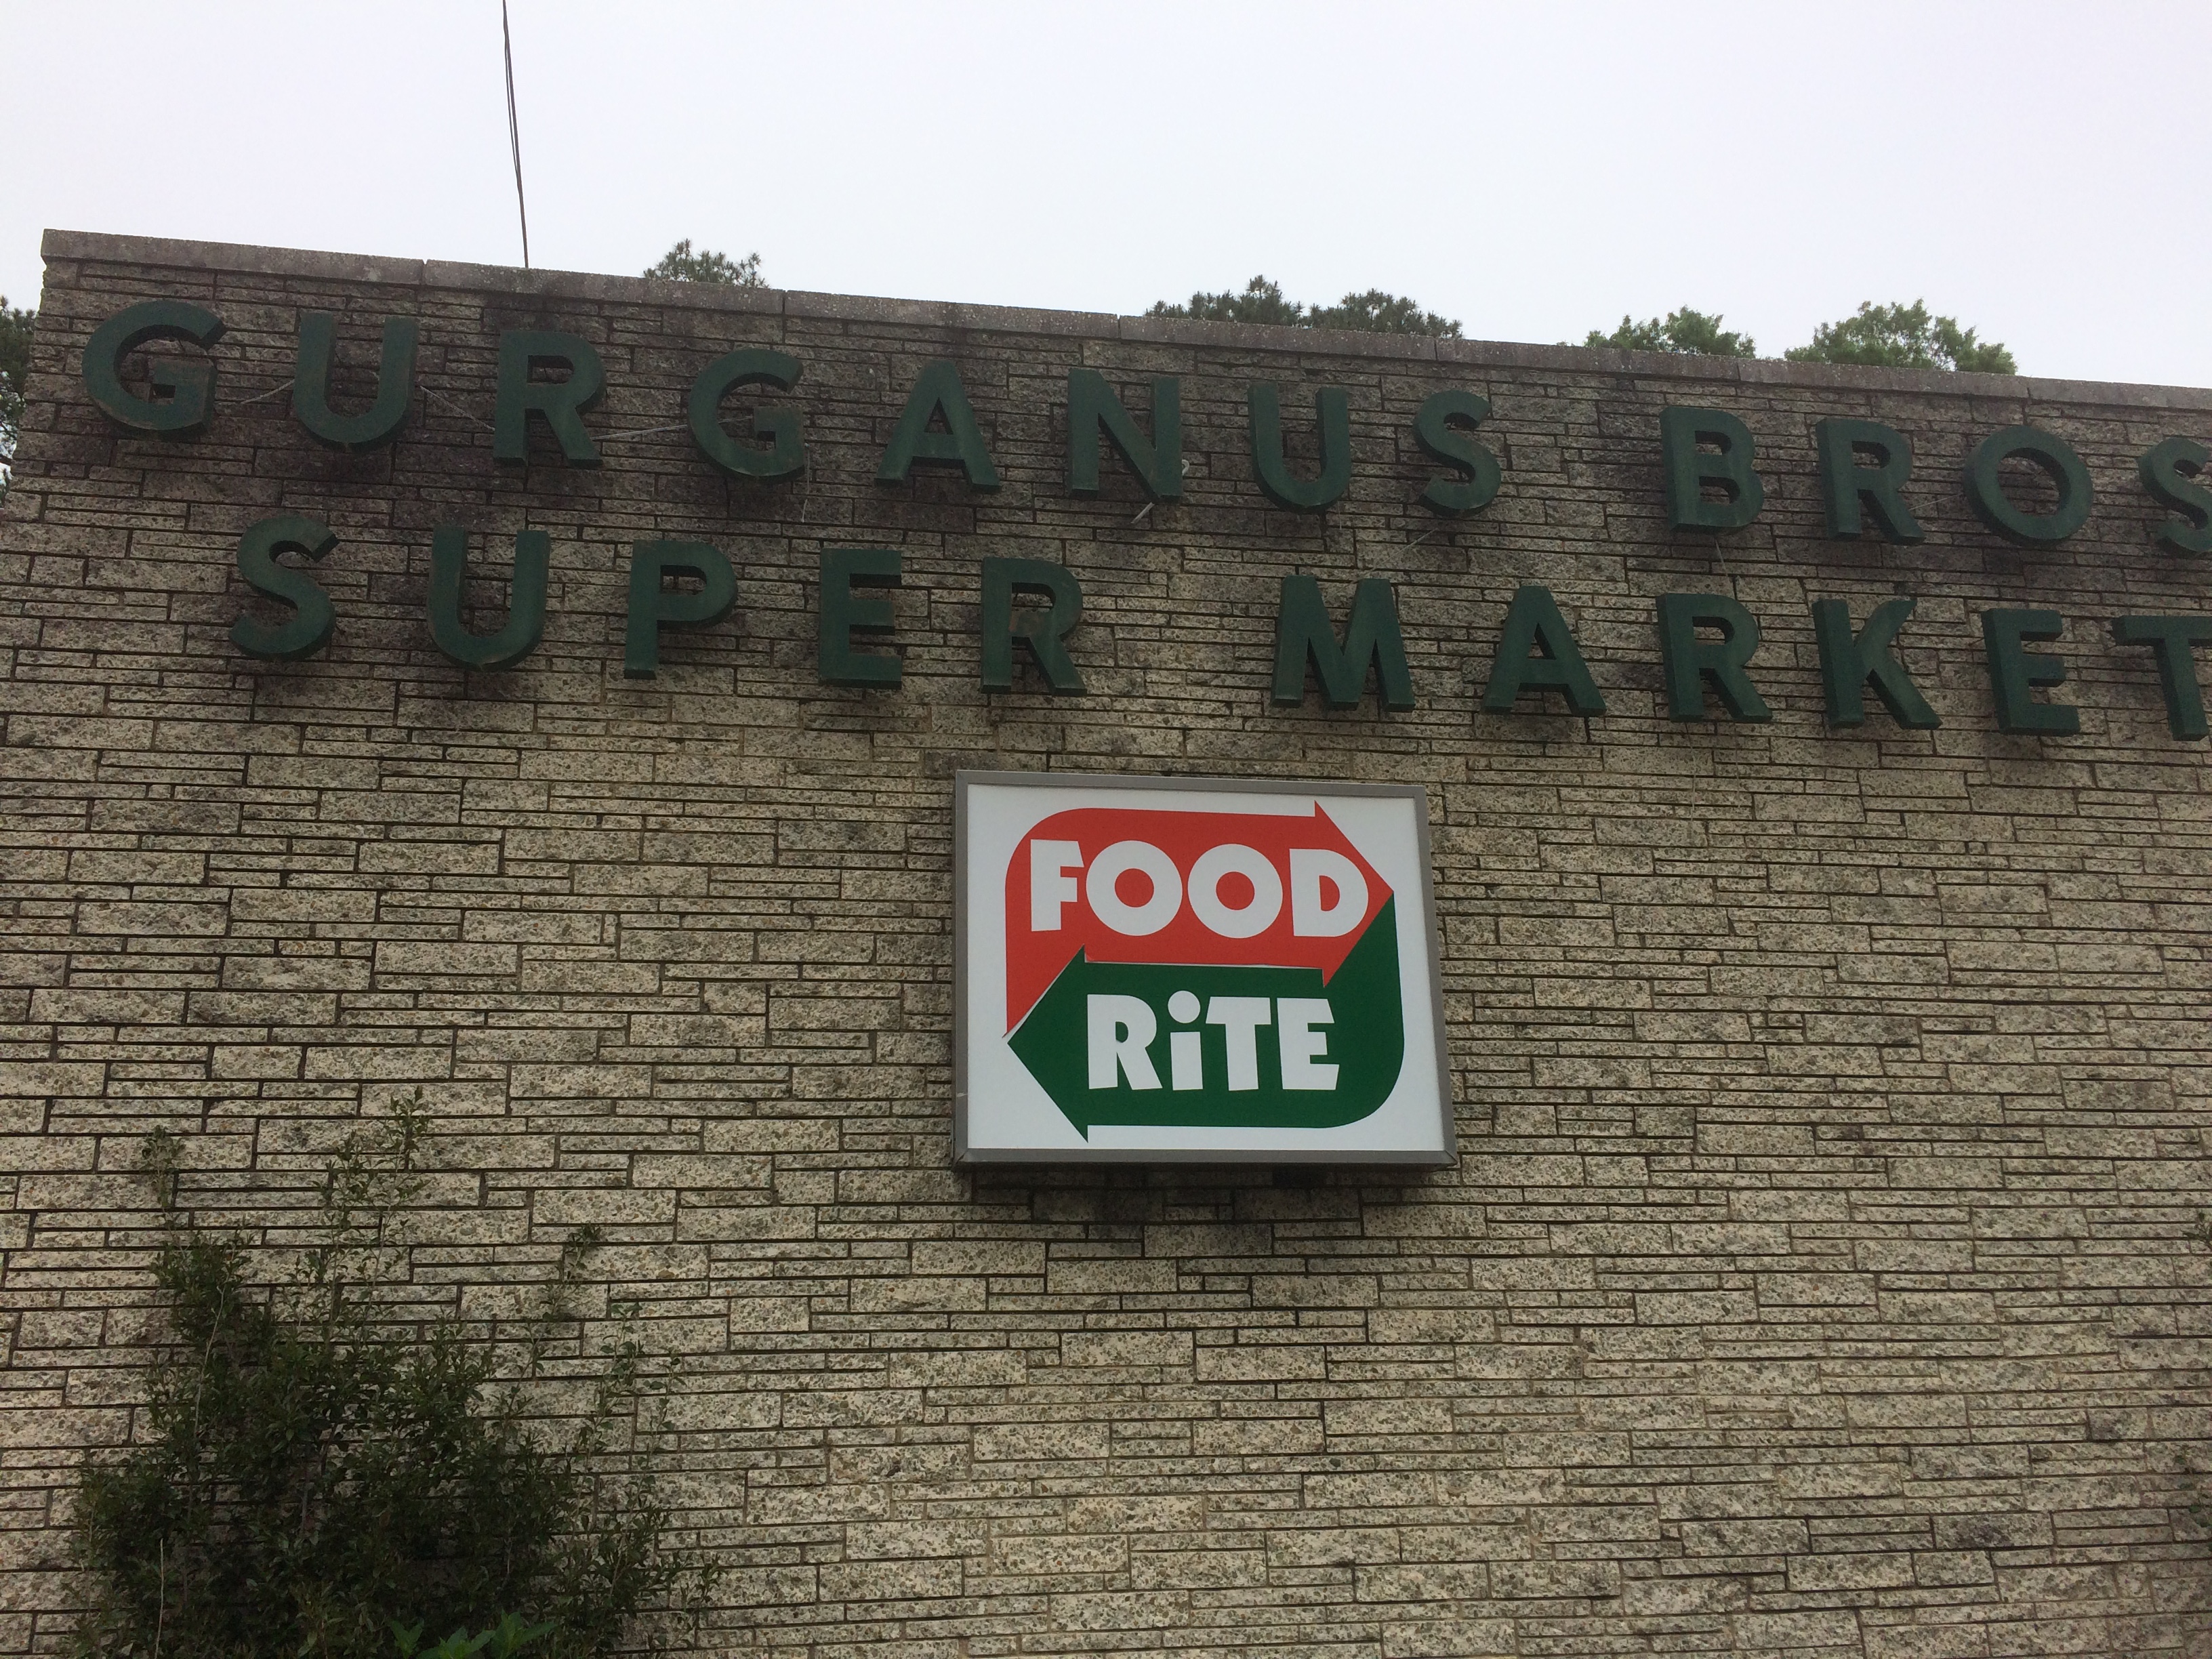 GURGANUS BROS
SUPER MARKET
FOOD
RiTE